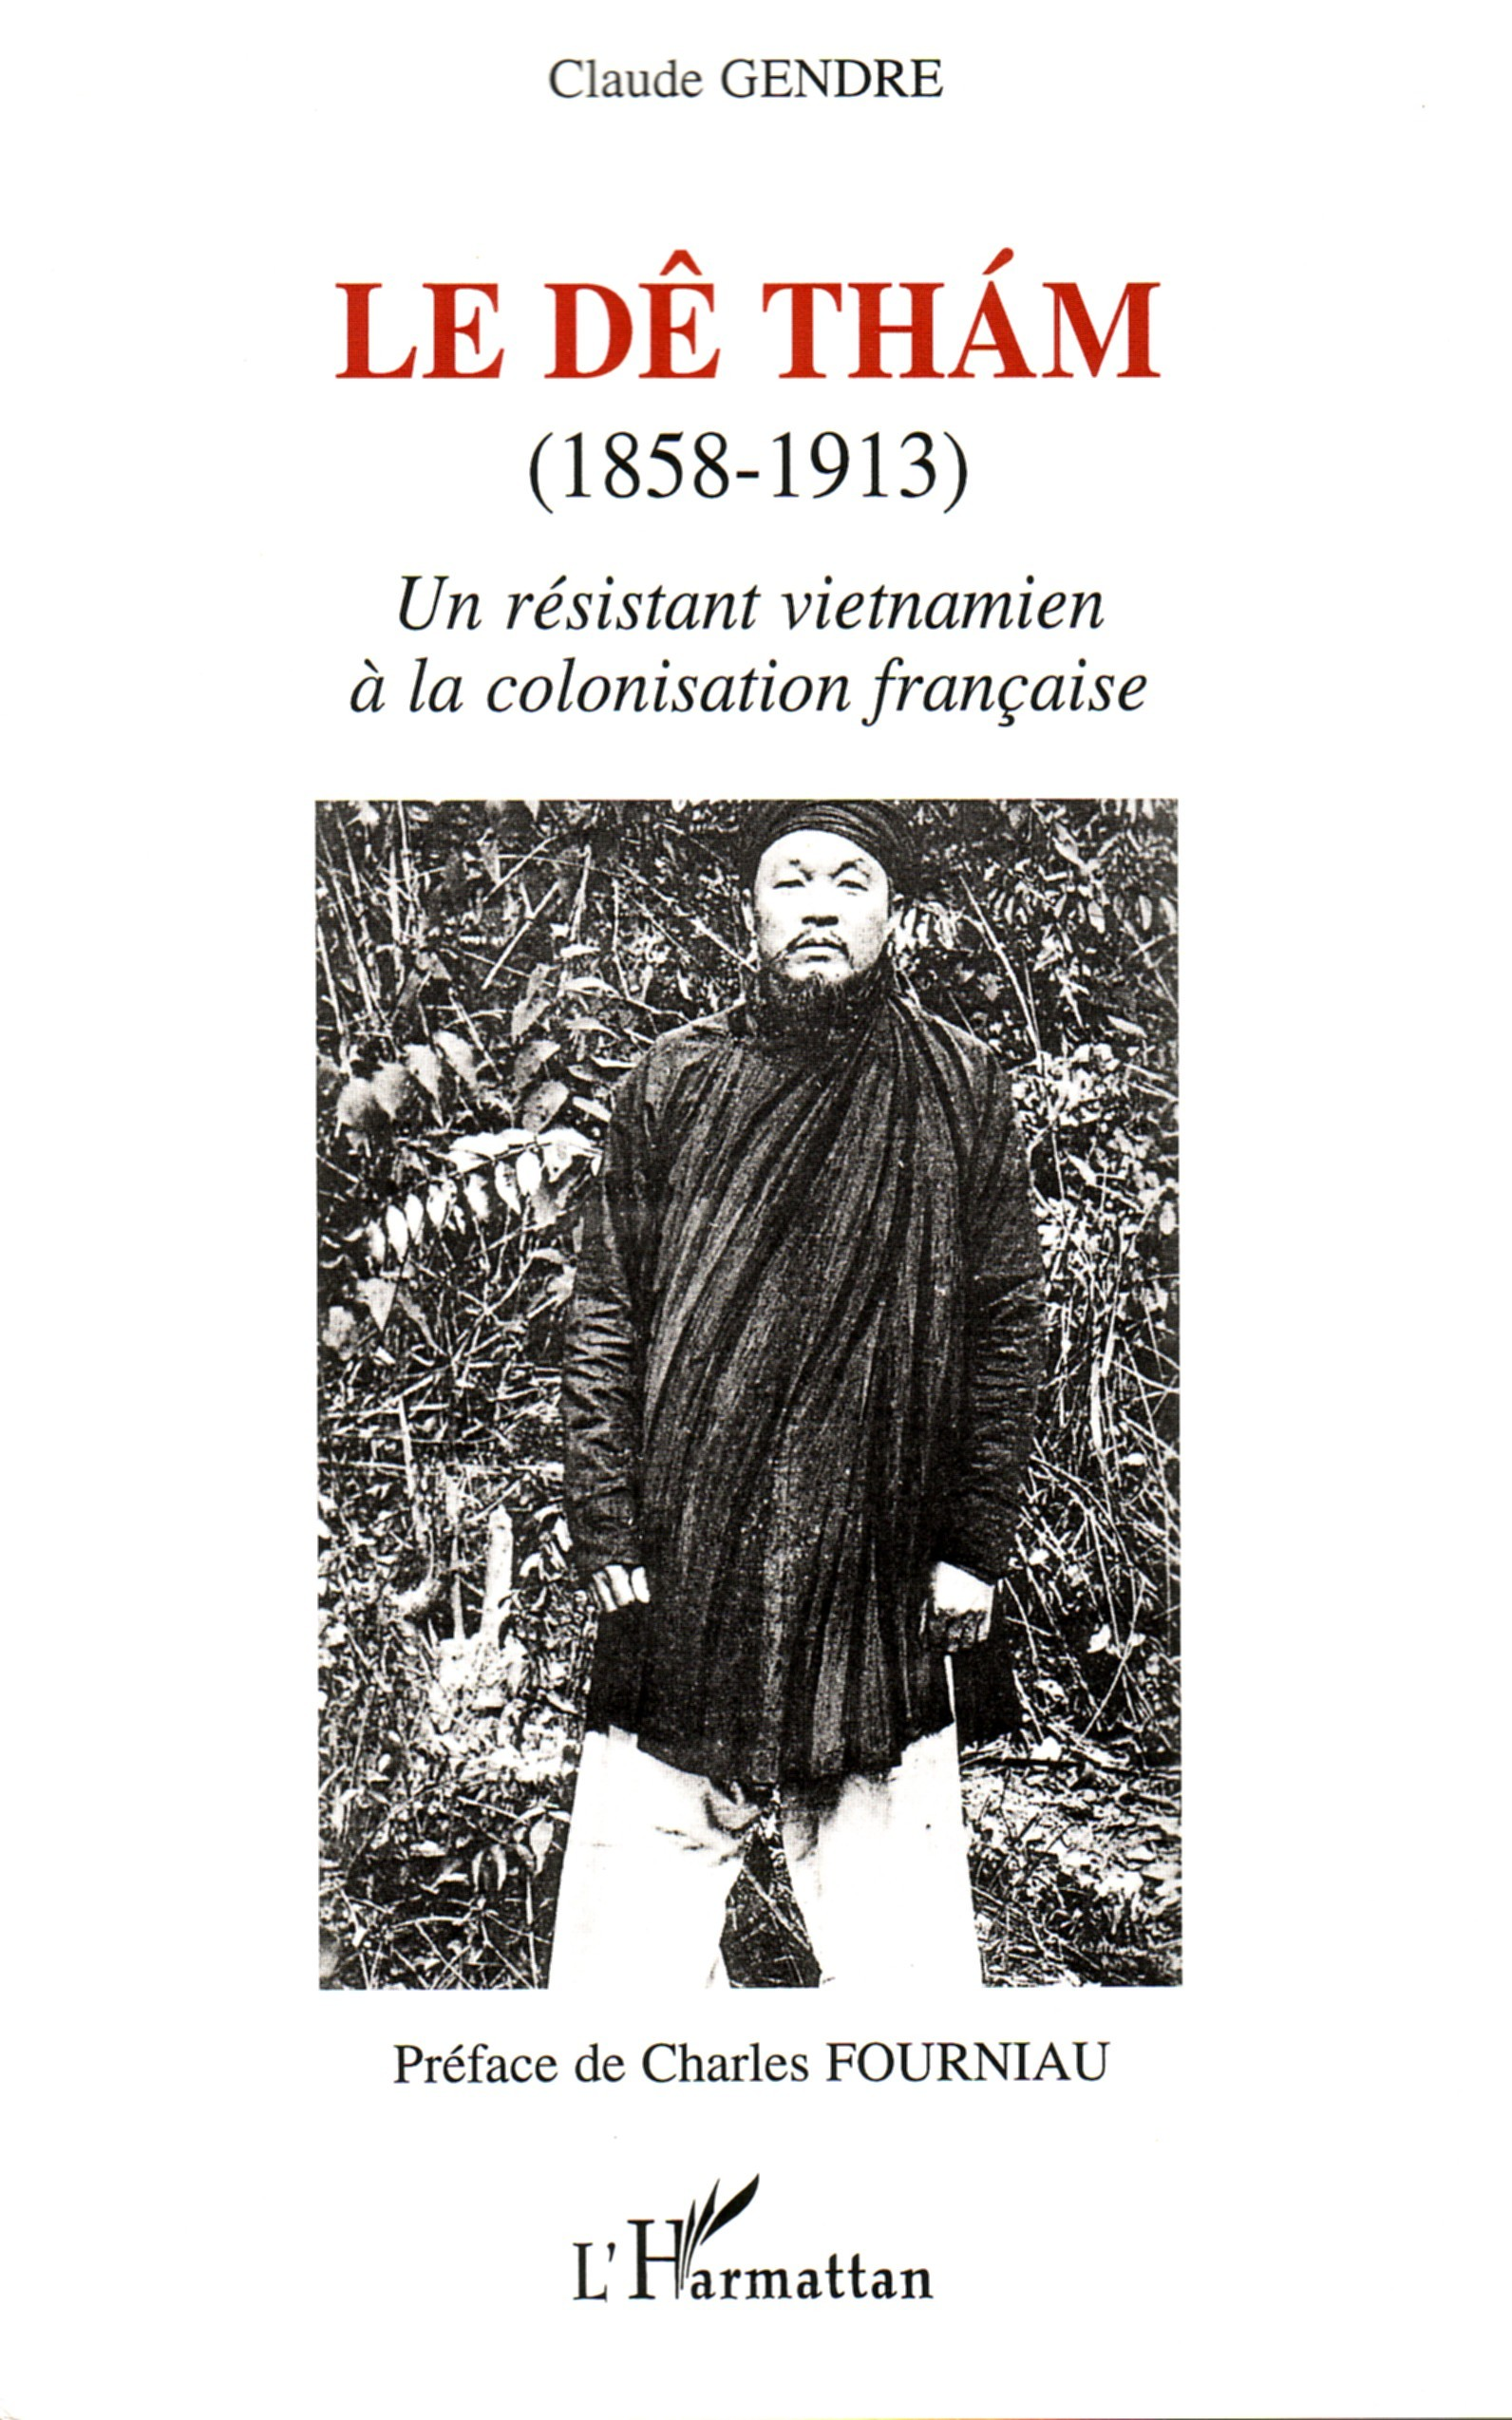 Claude GENDRE
LE DÊ THÁM
(1858-1913)
Un résistant vietnamien
à la colonisation française
Préface de Charles FOURNIAU
L'Harmattan